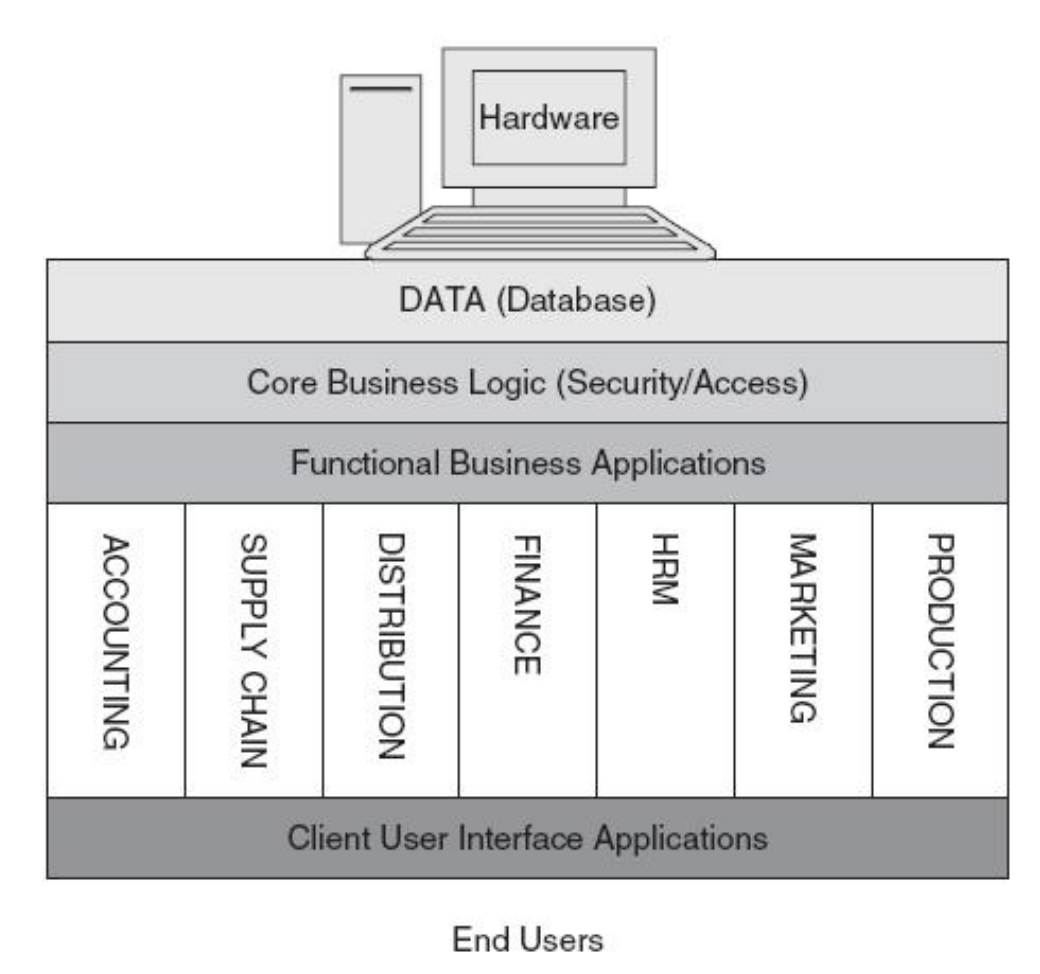 Hardware
DATA (Database)
Core Business Logic (Security/Access)
Functional Business Applications
ACCOUNTING
SUPPLY CHAIN
DISTRIBUTION
FINANCE
HRM
MARKETING
PRODUCTION
Client User Interface Applications
End Users